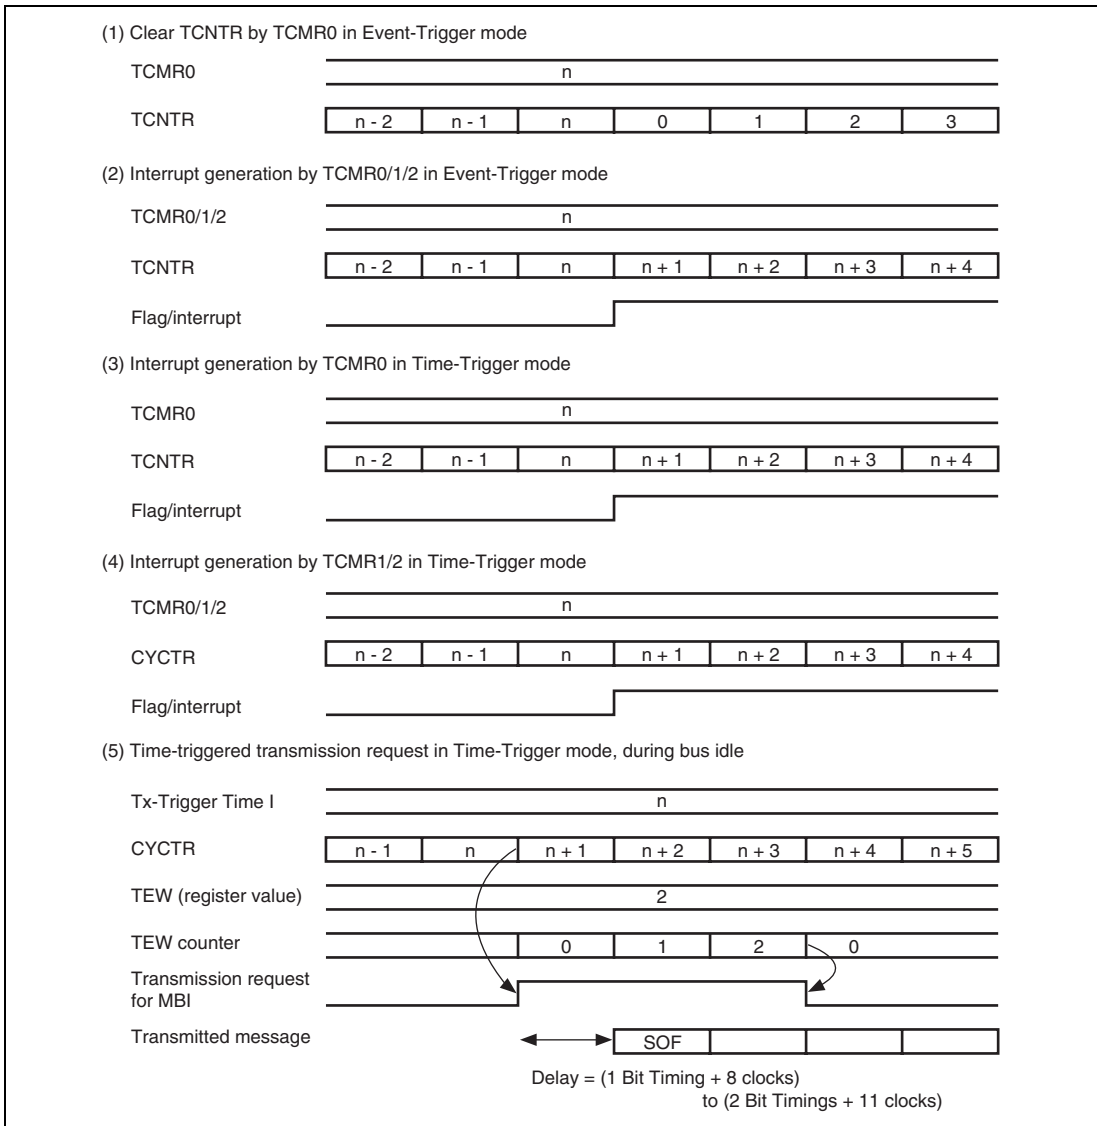 (1) Clear TCNTR by TCMR0 in Event-Trigger mode
TCMR0 n
TCNTR n - 2 n - 1 n 0 1 2 3
(2) Interrupt generation by TCMR0/1/2 in Event-Trigger mode
TCMR0/1/2 n
TCNTR n - 2 n - 1 n n + 1 n + 2 n + 3 n + 4
Flag/interrupt
(3) Interrupt generation by TCMR0 in Time-Trigger mode
TCMR0 n
TCNTR n - 2 n - 1 n n + 1 n + 2 n + 3 n + 4
Flag/interrupt
(4) Interrupt generation by TCMR1/2 in Time-Trigger mode
TCMR0/1/2 n
CYCTR n - 2 n - 1 n n + 1 n + 2 n + 3 n + 4
Flag/interrupt
(5) Time-triggered transmission request in Time-Trigger mode, during bus idle
Tx-Trigger Time I n
CYCTR n - 1 n n + 1 n + 2 n + 3 n + 4 n + 5
TEW (register value) 2
TEW counter 0 1 2 0
Transmission request
for MBI
Transmitted message SOF
Delay = (1 Bit Timing + 8 clocks)
to (2 Bit Timings + 11 clocks)